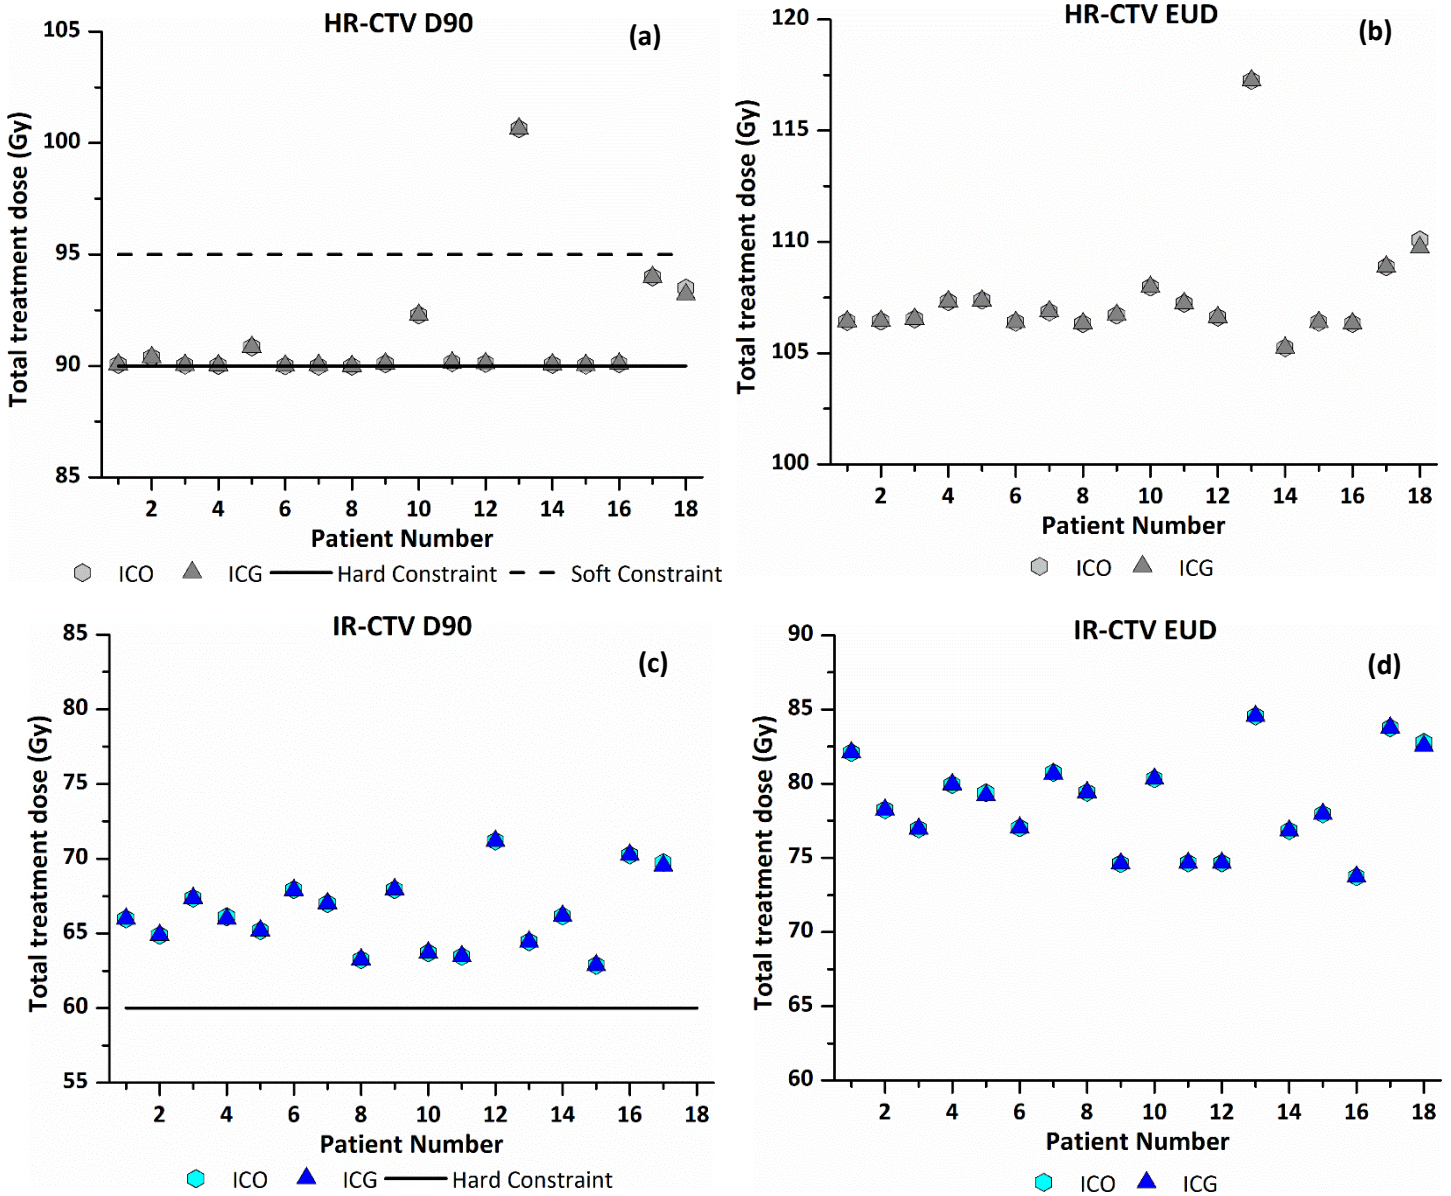 HR-CTV D90
(a)
Total treatment dose (Gy)
105
100
95
90
85
2 4 6 8 10 12 14 16 18
Patient Number
ICO ICG Hard Constraint Soft Constraint
HR-CTV EUD
(b)
Total treatment dose (Gy)
120
115
110
105
100
2 4 6 8 10 12 14 16 18
Patient Number
ICO ICG
IR-CTV D90
(c)
Total treatment dose (Gy)
85
80
75
70
65
60
55
2 4 6 8 10 12 14 16 18
Patient Number
ICO ICG Hard Constraint
IR-CTV EUD
(d)
Total treatment dose (Gy)
90
85
80
75
70
65
60
2 4 6 8 10 12 14 16 18
Patient Number
ICO ICG